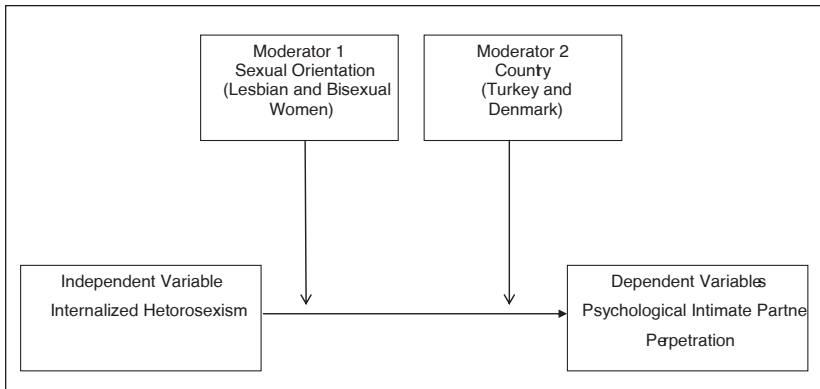 Moderator 1
Sexual Orientation
(Lesbian and Bisexual
Women)
Moderator 2
Country
(Turkey and
Denmark)
Independent Variable
Internalized Hetorosexism
Dependent Variables
Psychological Intimate Partne
Perpetration